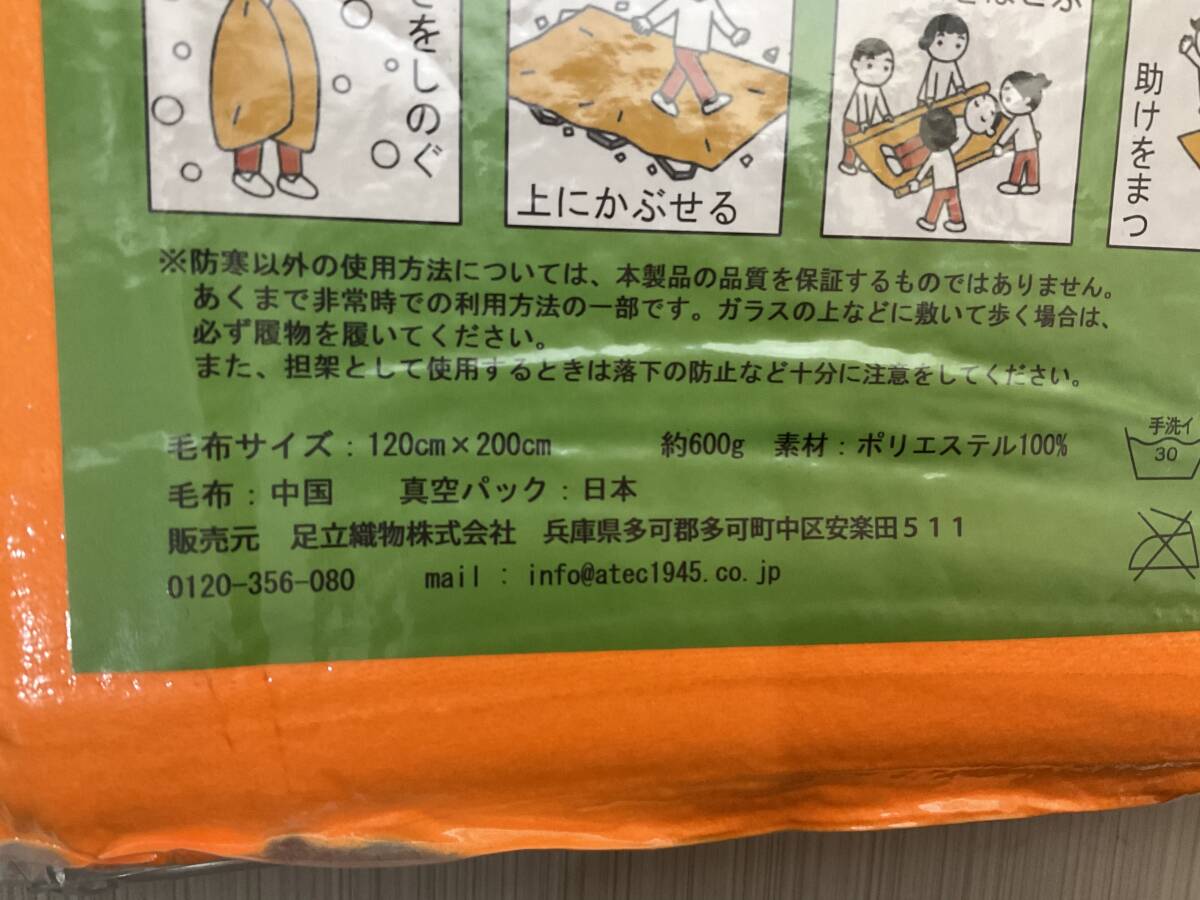 をしのぐ
上にかぶせる
助けをまつ
※防寒以外の使用方法については、本製品の品質を保証するものではありません。
あくまで非常時での利用方法の一部です。ガラスの上などに敷いて歩く場合は、
必ず履物を履いてください。
また、担架として使用するときは落下の防止など十分に注意をしてください。
毛布サイズ：120cm×200cm 約600g 素材：ポリエステル100%
手洗イ
30
毛布：中国 真空パック：日本
販売元 足立織物株式会社 兵庫県多可郡多可町中区安楽田５１１
0120-356-080 mail : info@atec1945.co.jp